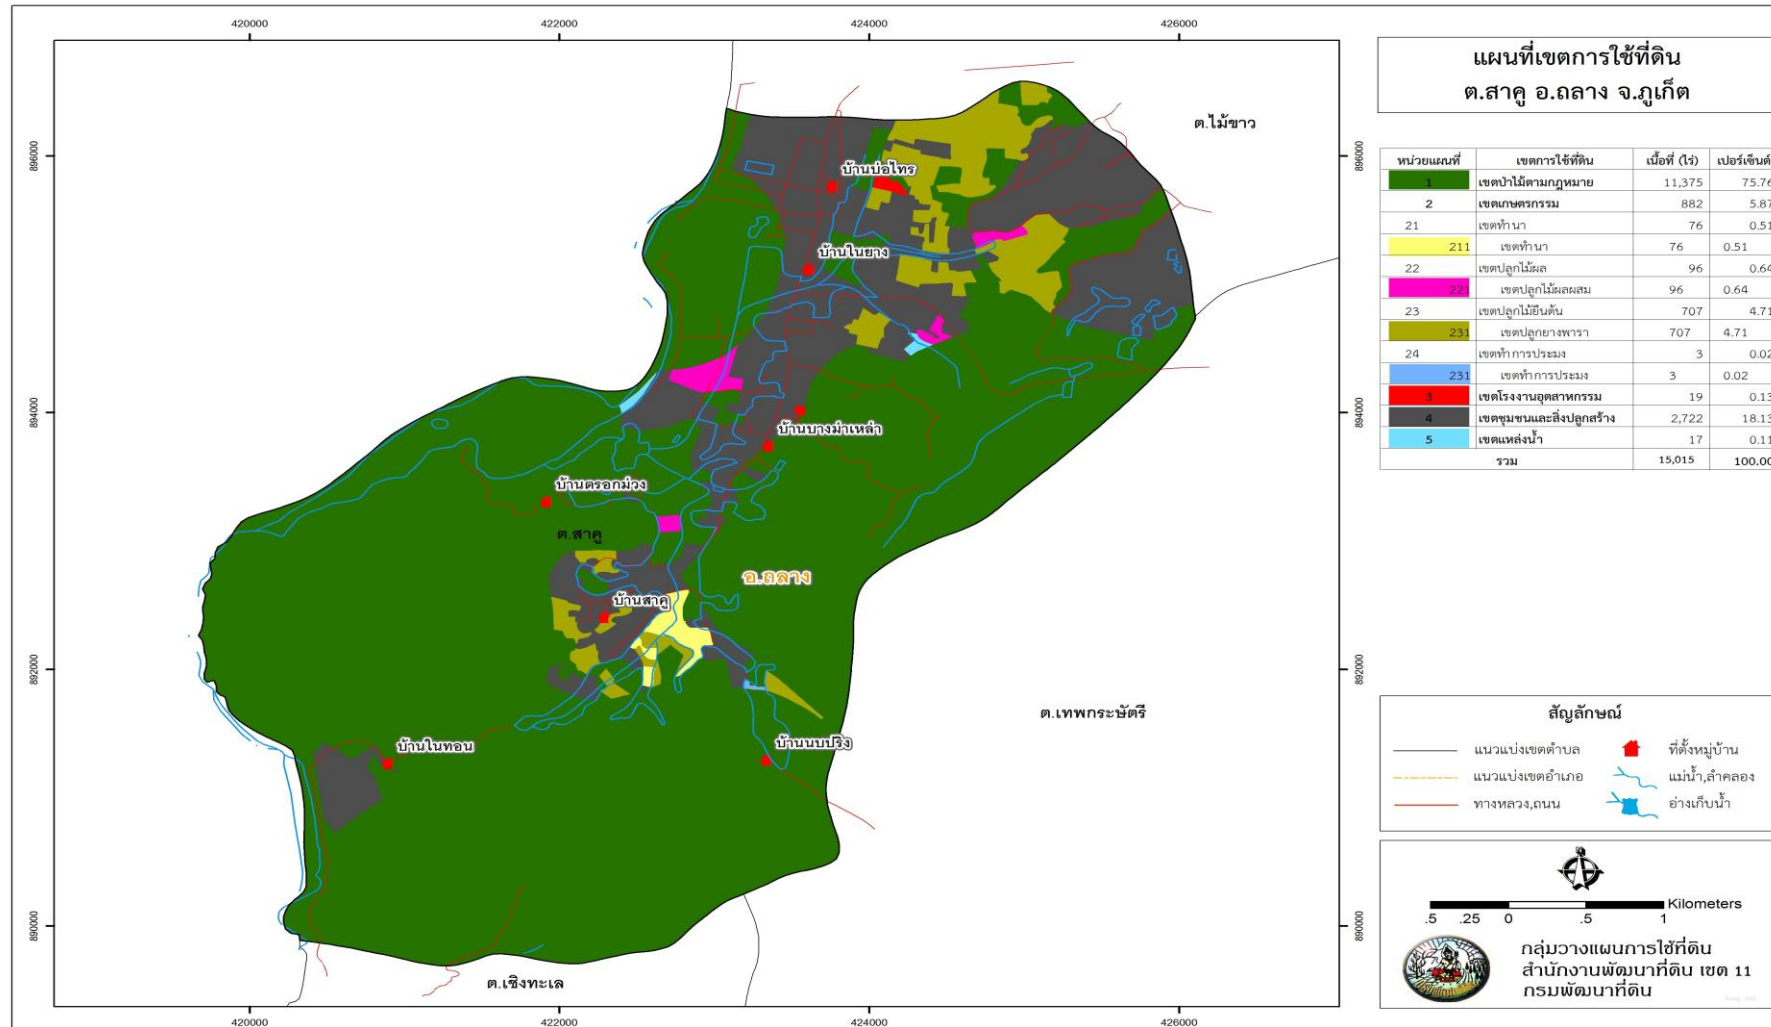 420000 422000 424000 426000
แผนที่เขตการใช้ที่ดิน
ต.สาคู อ.ถลาง จ.ภูเก็ต
หน่วยแผนที่ เขตการใช้ที่ดิน เนื้อที่ (ไร่) เปอร์เซ็นต์
1 เขตป่าไม้ตามกฎหมาย 11,375 75.76
2 เขตเกษตรกรรม 882 5.87
21 เขตทำนา 76 0.51
211 เขตทำนา 76 0.51
22 เขตปลูกไม้ผล 96 0.64
221 เขตปลูกไม้ผลผสม 96 0.64
23 เขตปลูกไม้ยืนต้น 707 4.71
231 เขตปลูกยางพารา 707 4.71
24 เขตทำการประมง 3 0.02
231 เขตทำการประมง 3 0.02
3 เขตโรงงานอุตสาหกรรม 19 0.13
4 เขตชุมชนและสิ่งปลูกสร้าง 2,722 18.13
5 เขตแหล่งน้ำ 17 0.11
รวม 15,015 100.00
ต.ไม้ขาว
896000 896000
บ้านบ่อไทร
บ้านในยาง
894000 894000
บ้านบางม่าเหล่า
บ้านตรอกม่วง
ต.สาคู
อ.ถลาง
บ้านสาคู
892000 892000
ต.เทพกระษัตรี
บ้านในทอน
บ้านนบปริง
890000 890000
ต.เชิงทะเล
420000 422000 424000 426000
สัญลักษณ์
แนวแบ่งเขตตำบล ที่ตั้งหมู่บ้าน
แนวแบ่งเขตอำเภอ แม่น้ำ,ลำคลอง
ทางหลวง,ถนน อ่างเก็บน้ำ
Kilometers
.5 .25 0 .5 1
กลุ่มวางแผนการใช้ที่ดิน
สำนักงานพัฒนาที่ดิน เขต 11
กรมพัฒนาที่ดิน